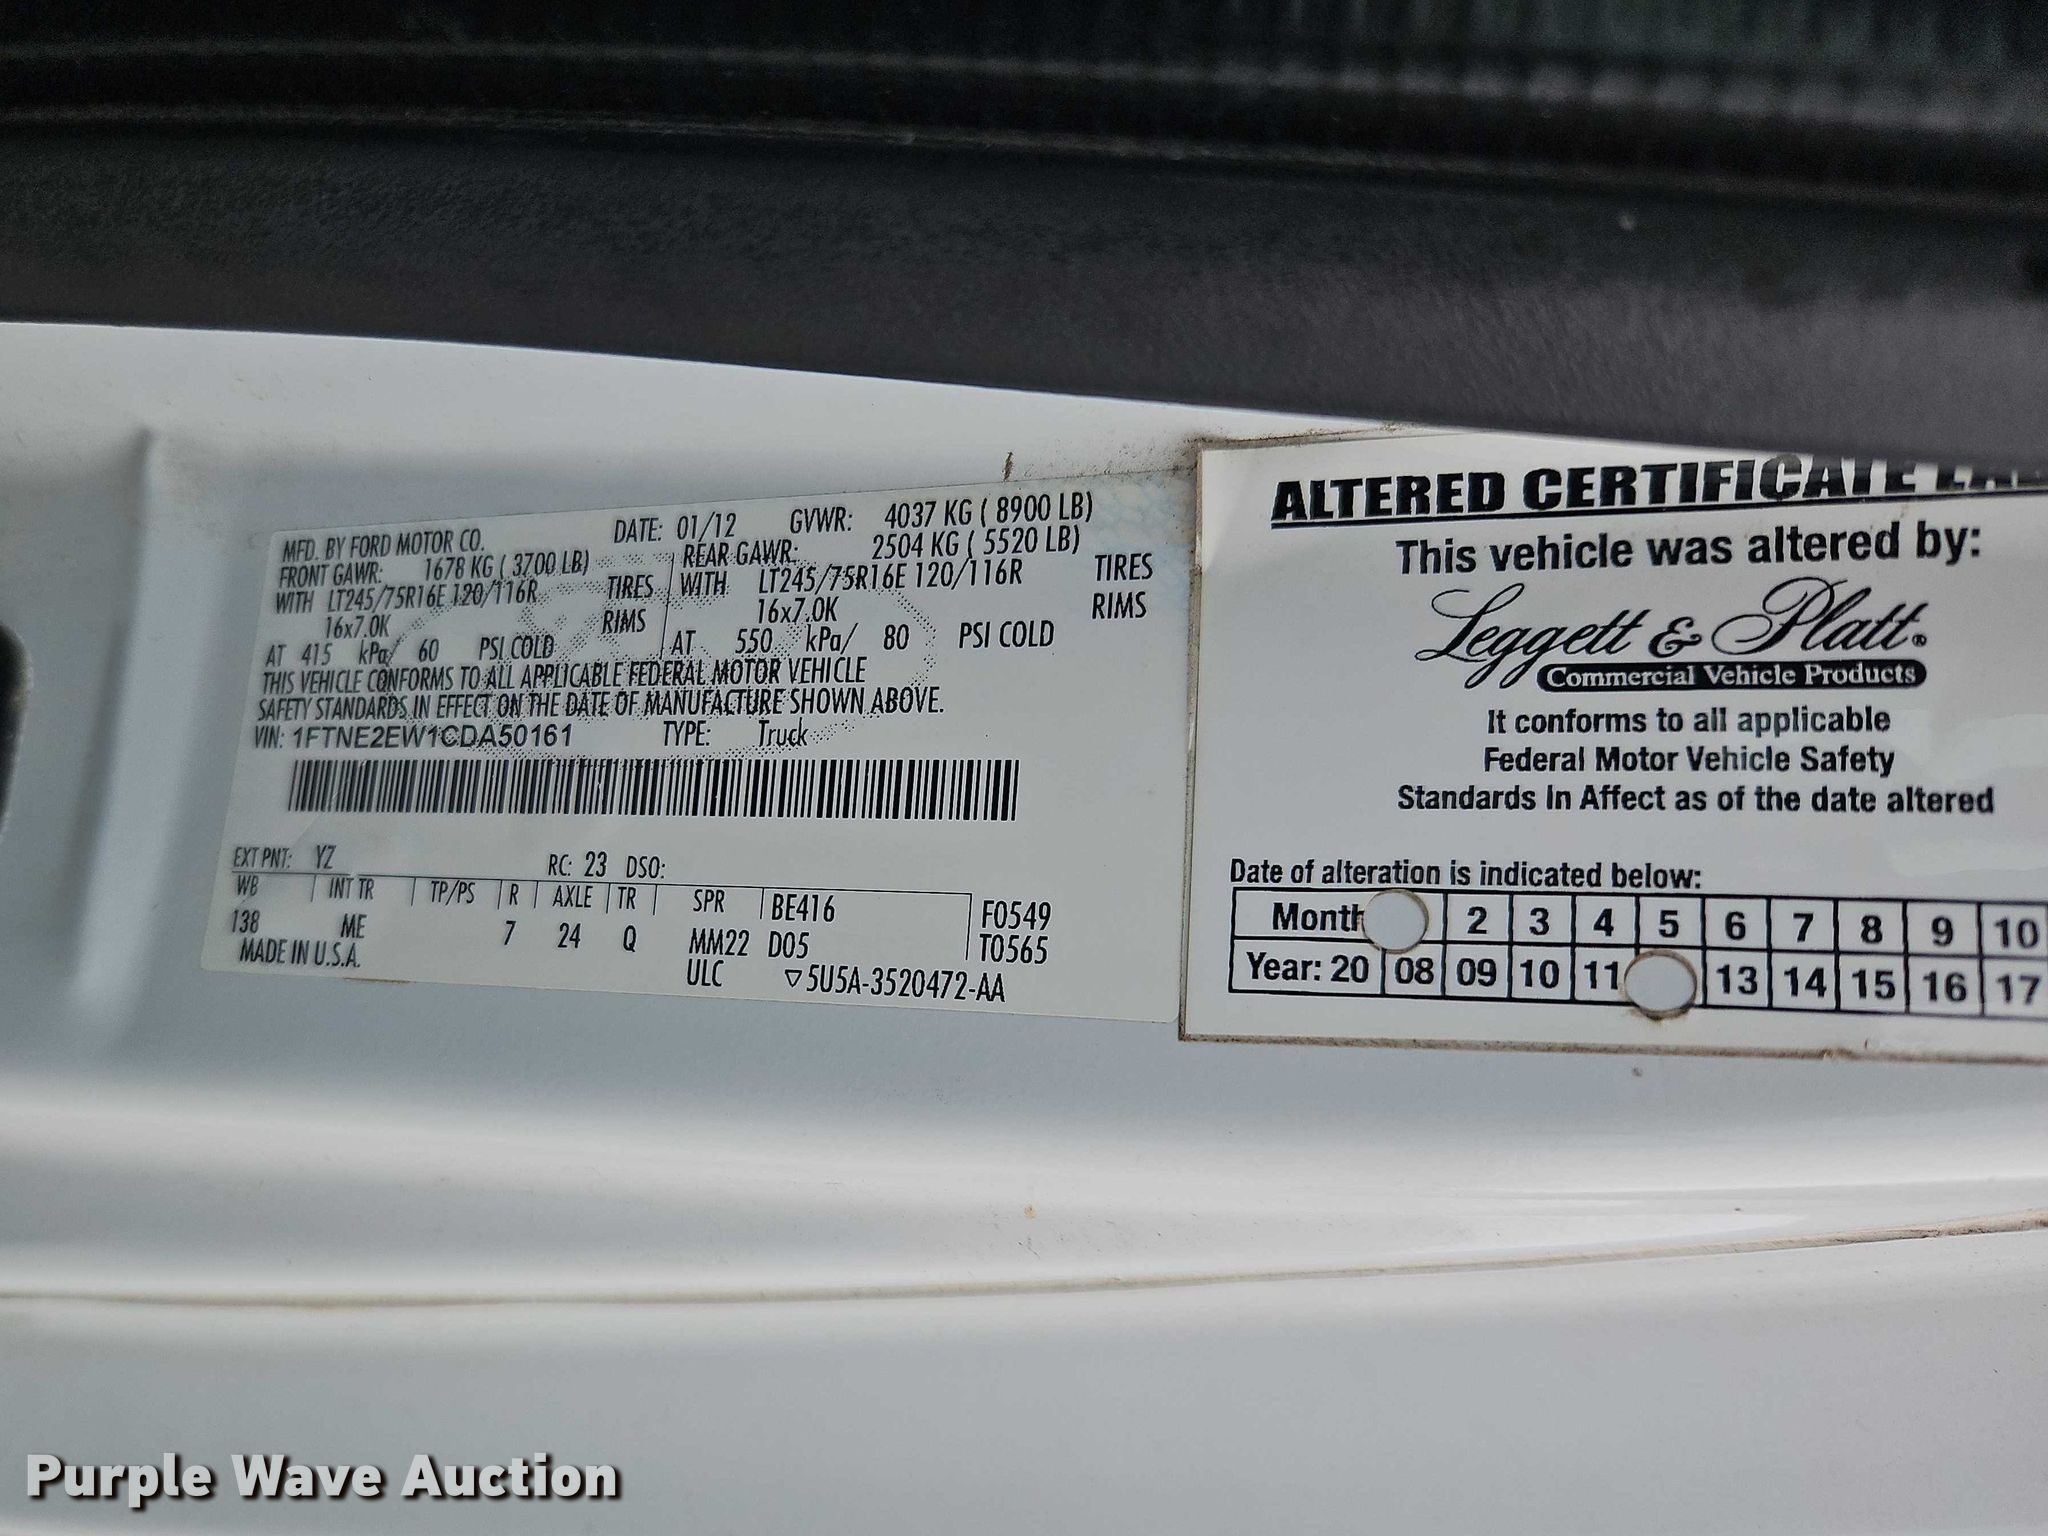 MFD. BY FORD MOTOR CO. DATE: 01/12 GVWR: 4037 KG ( 8900 LB)
FRONT GAWR: 1678 KG ( 3700 LB) REAR GAWR: 2504 KG ( 5520 LB)
WITH LT245/75R16E 120/116R TIRES WITH LT245/75R16E 120/116R TIRES
16x7.0K RIMS 16x7.0K RIMS
AT 415 kPa/ 60 PSI COLD AT 550 kPa/ 80 PSI COLD
THIS VEHICLE CONFORMS TO ALL APPLICABLE FEDERAL MOTOR VEHICLE
SAFETY STANDARDS IN EFFECT ON THE DATE OF MANUFACTURE SHOWN ABOVE.
VIN: 1FTNE2EW1CDA50161 TYPE: Truck
EXT PNT: YZ RC: 23 DSO:
WB INT TR TP/PS R AXLE TR SPR BE416 F0549
138 ME 7 24 Q MM22 D05 T0565
MADE IN U.S.A. ULC ▽5U5A-3520472-AA
ALTERED CERTIFICATE
This vehicle was altered by:
Leggett & Platt®
Commercial Vehicle Products
It conforms to all applicable
Federal Motor Vehicle Safety
Standards In Affect as of the date altered
Date of alteration is indicated below:
Month 2 3 4 5 6 7 8 9 10
Year: 20 08 09 10 11 13 14 15 16 17
Purple Wave Auction